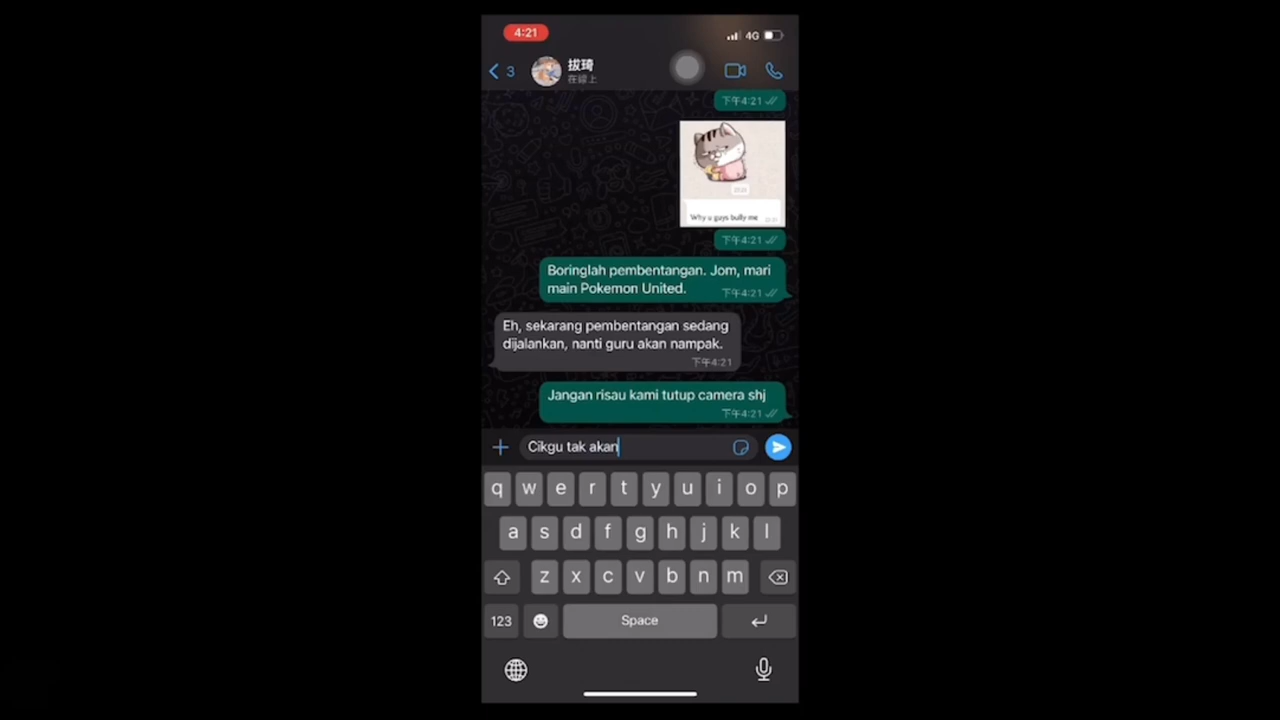 4:21
4G
3
拔琦
在線上
下午4:21
Why u guys bully me
下午4:21
Boringlah pembentangan. Jom, mari
main Pokemon United.
下午4:21
Eh, sekarang pembentangan sedang
dijalankan, nanti guru akan nampak.
下午4:21
Jangan risau kami tutup camera shj
下午4:21
Cikgu tak akan
q w e r t y u i o p
a s d f g h j k l
z x c v b n m
123
Space